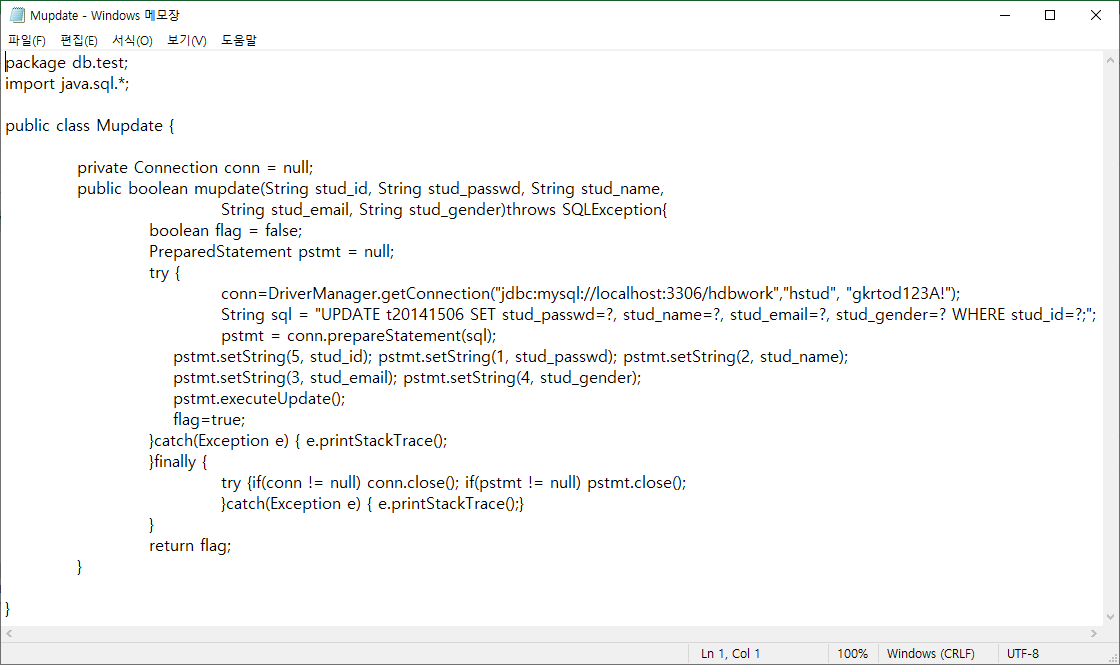 Mupdate - Windows 메모장
파일(F) 편집(E) 서식(O) 보기(V) 도움말
package db.test;
import java.sql.*;
public class Mupdate {
private Connection conn = null;
public boolean mupdate(String stud_id, String stud_passwd, String stud_name,
String stud_email, String stud_gender)throws SQLException{
boolean flag = false;
PreparedStatement pstmt = null;
try {
conn=DriverManager.getConnection("jdbc:mysql://localhost:3306/hdbwork","hstud", "gkrtod123A!");
String sql = "UPDATE t20141506 SET stud_passwd=?, stud_name=?, stud_email=?, stud_gender=? WHERE stud_id=?;";
pstmt = conn.prepareStatement(sql);
pstmt.setString(5, stud_id); pstmt.setString(1, stud_passwd); pstmt.setString(2, stud_name);
pstmt.setString(3, stud_email); pstmt.setString(4, stud_gender);
pstmt.executeUpdate();
flag=true;
}catch(Exception e) { e.printStackTrace();
}finally {
try {if(conn != null) conn.close(); if(pstmt != null) pstmt.close();
}catch(Exception e) { e.printStackTrace();}
}
return flag;
}
}
Ln 1, Col 1 100% Windows (CRLF) UTF-8